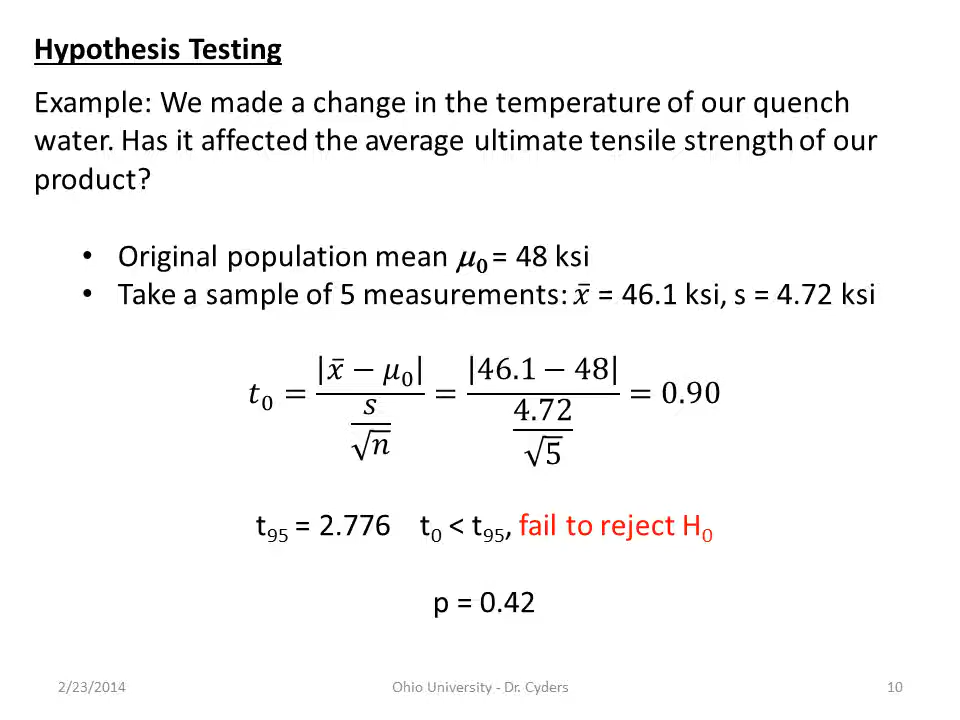 Hypothesis Testing
Example: We made a change in the temperature of our quench
water. Has it affected the average ultimate tensile strength of our
product?
• Original population mean μ₀ = 48 ksi
• Take a sample of 5 measurements: x̄ = 46.1 ksi, s = 4.72 ksi
t₀ = |x̄ − μ₀| / (s / √n) = |46.1 − 48| / (4.72 / √5) = 0.90
t₉₅ = 2.776 t₀ < t₉₅, fail to reject H₀
p = 0.42
2/23/2014 Ohio University - Dr. Cyders 10